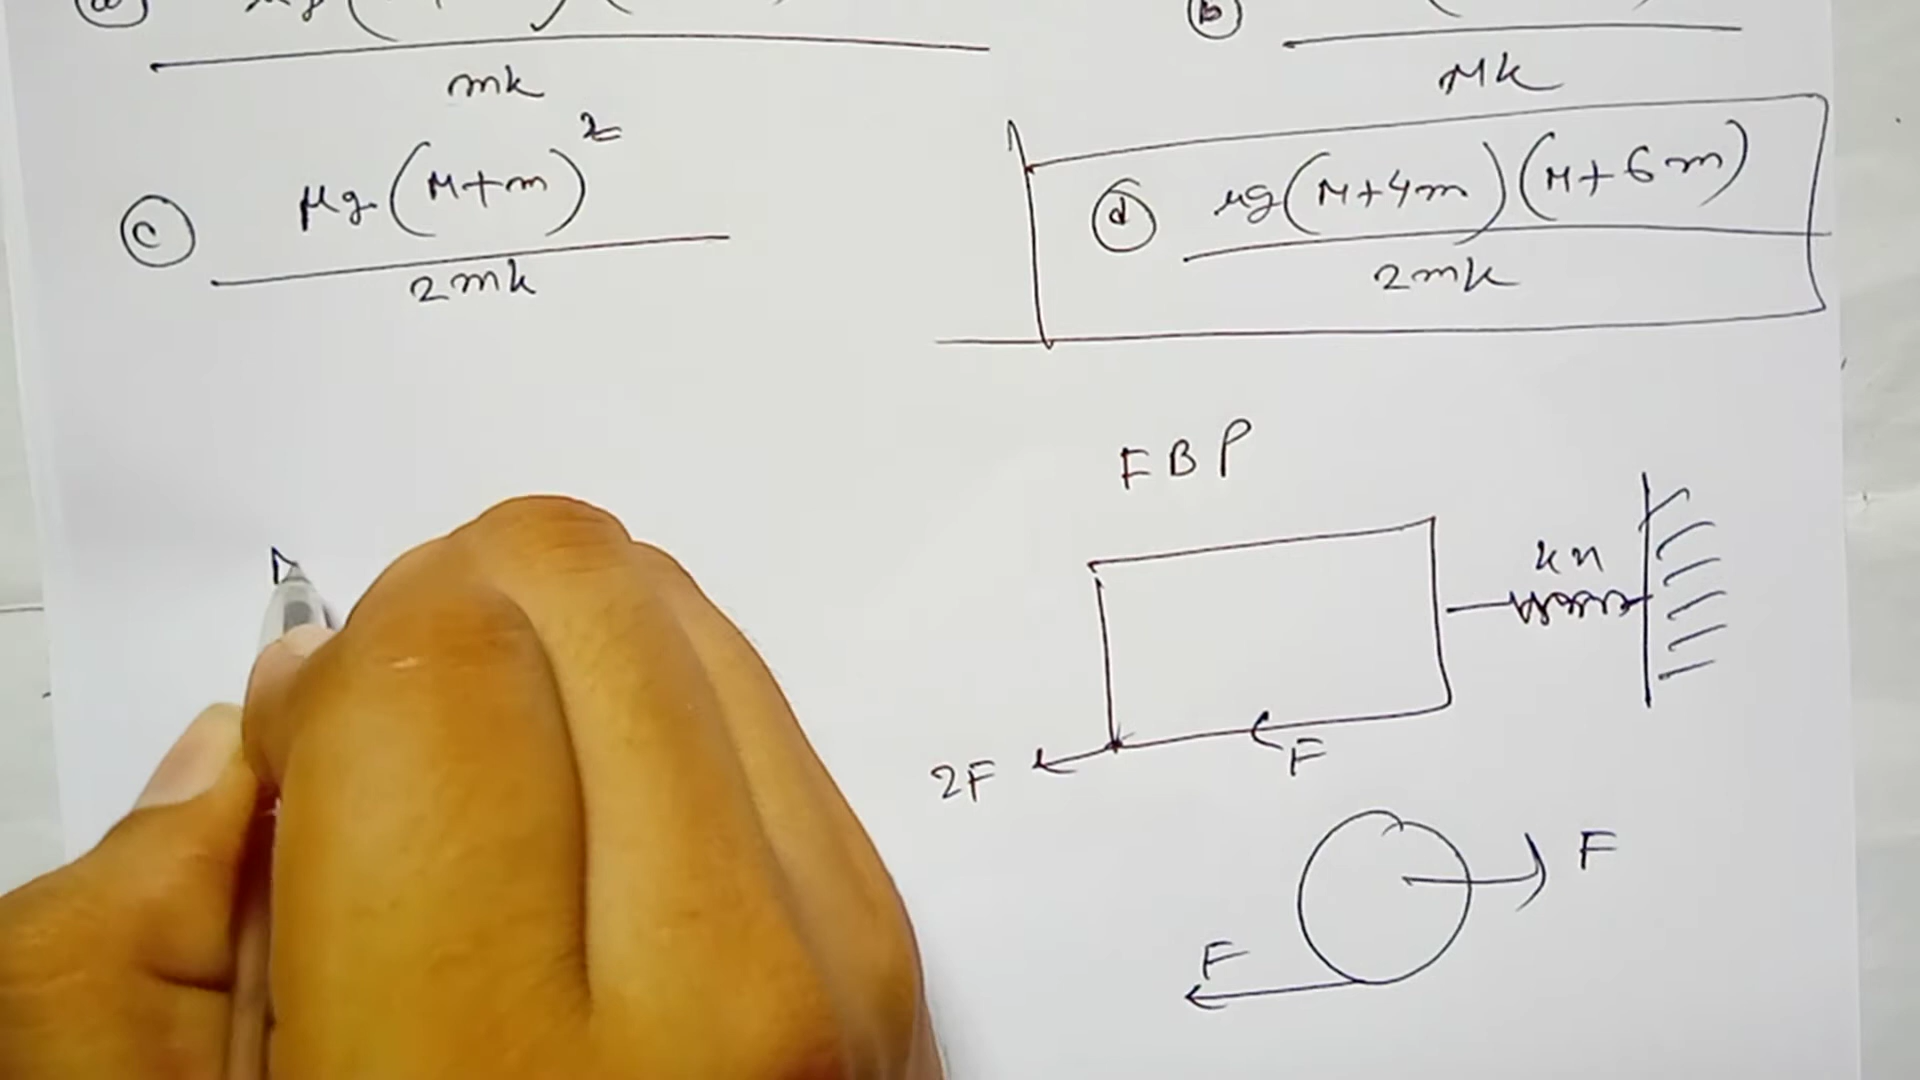 (b)
mk
Mk
(c) μg(M+m)²
2mk
(d) μg(M+4m)(M+6m)
2mk
FBP
kx
2F
F
F
F